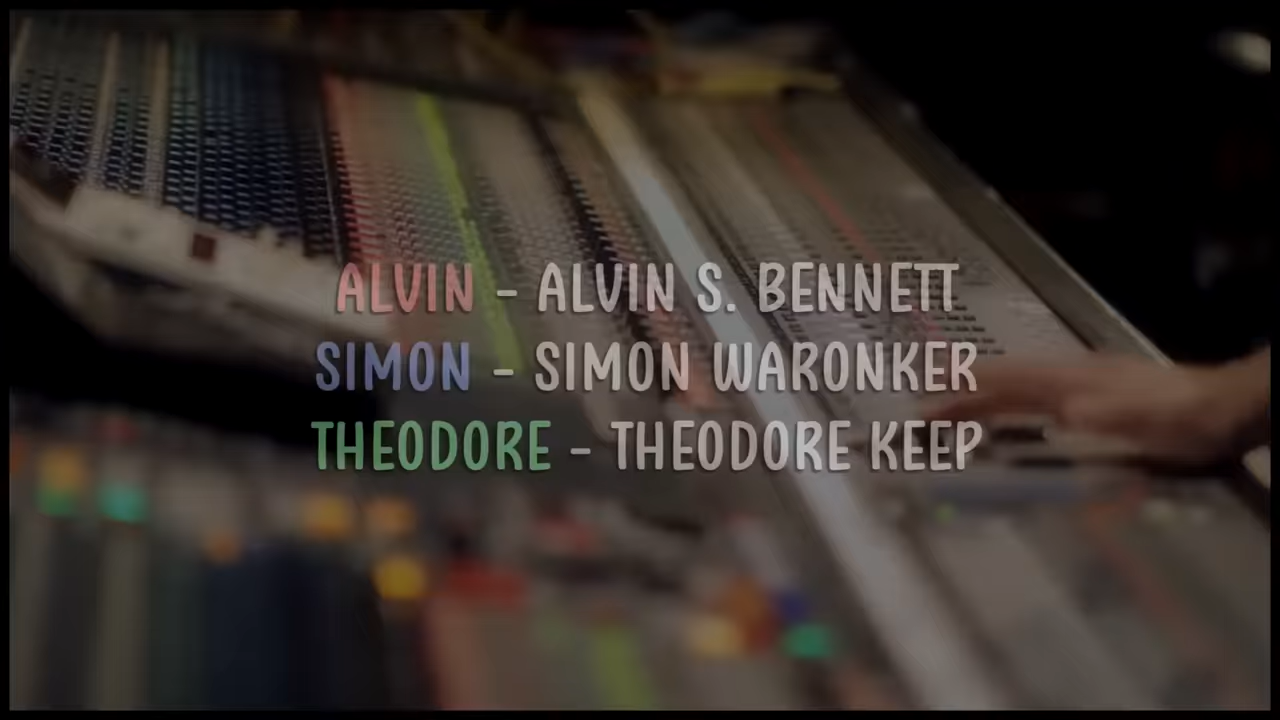 ALVIN - ALVIN S. BENNETT
SIMON - SIMON WARONKER
THEODORE - THEODORE KEEP